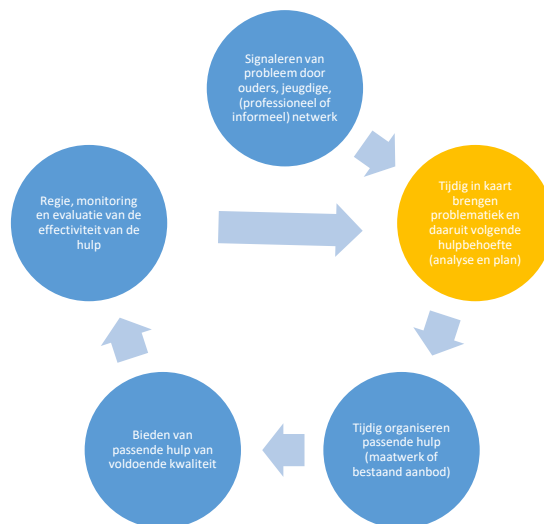 Signaleren van
probleem door
ouders, jeugdige,
(professioneel of
informeel) netwerk
Tijdig in kaart
brengen
problematiek en
daaruit volgende
hulpbehoefte
(analyse en plan)
Tijdig organiseren
passende hulp
(maatwerk of
bestaand aanbod)
Bieden van
passende hulp van
voldoende kwaliteit
Regie, monitoring
en evaluatie van de
effectiviteit van de
hulp